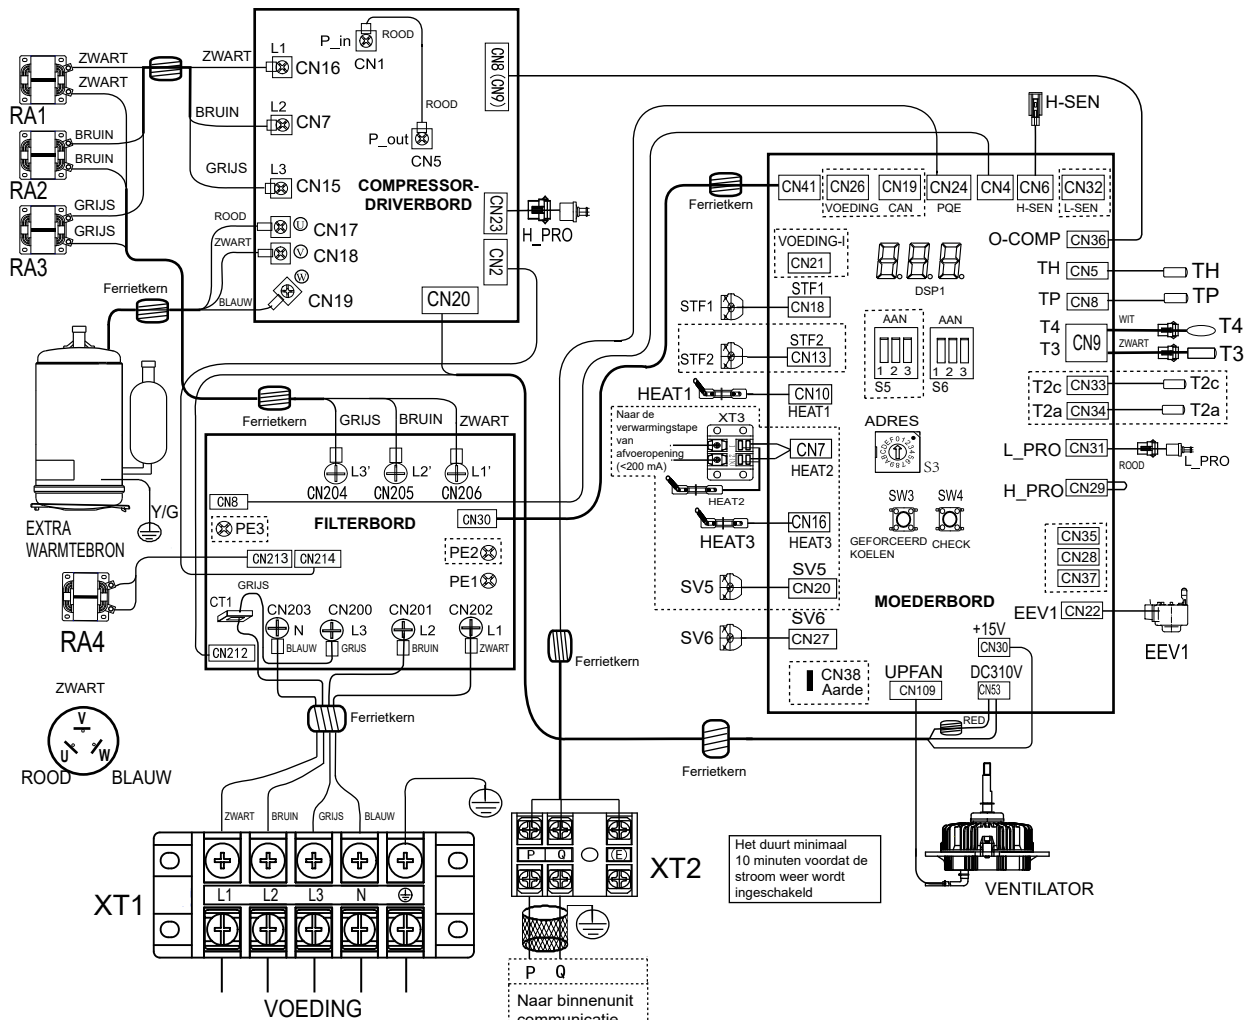 ZWART
ZWART
RA1
BRUIN
BRUIN
RA2
GRIJS
GRIJS
RA3
ZWART
BRUIN
GRIJS
L1
CN16
L2
CN7
L3
CN15
P_in
CN1
ROOD
ROOD
P_out
CN5
CN8 (CN9)
COMPRESSOR-
DRIVERBORD
ROOD
U
CN17
ZWART
V
CN18
BLAUW
W
CN19
CN23
CN2
H_PRO
CN20
Ferrietkern
Ferrietkern
Y/G
EXTRA
WARMTEBRON
RA4
ZWART
V
U
W
ROOD
BLAUW
GRIJS
BRUIN
ZWART
L3'
L2'
L1'
CN204
CN205
CN206
CN8
FILTERBORD
CN30
PE3
PE2
PE1
CN213
CN214
CT1
GRIJS
CN203
CN200
CN201
CN202
N
L3
L2
L1
BLAUW
GRIJS
BRUIN
ZWART
CN212
Ferrietkern
ZWART
BRUIN
GRIJS
BLAUW
XT1
L1
L2
L3
N
VOEDING
Ferrietkern
P
Q
(E)
XT2
P
Q
Naar binnenunit
communicatie
Ferrietkern
Ferrietkern
H-SEN
CN41
CN26
CN19
CN24
CN4
CN6
CN32
VOEDING
CAN
PQE
H-SEN
L-SEN
O-COMP
CN36
VOEDING-I
CN21
DSP1
TH
CN5
TH
TP
CN8
TP
STF1
STF1
CN18
STF2
STF2
CN13
AAN
AAN
1 2 3
1 2 3
S5
S6
T4
T3
CN9
WIT
ZWART
T4
T3
T2c
CN33
T2c
T2a
CN34
T2a
HEAT1
CN10
HEAT1
Naar de
verwarmingstape
van
afvoeropening
(<200 mA)
XT3
CN7
HEAT2
HEAT2
ADRES
S3
L_PRO
CN31
ROOD
L_PRO
H_PRO
CN29
HEAT3
CN16
HEAT3
SW3
SW4
GEFORCEERD
KOELEN
CHECK
CN35
CN28
CN37
SV5
SV5
CN20
MOEDERBORD
EEV1
CN22
EEV1
SV6
SV6
CN27
+15V
CN30
CN38
Aarde
UPFAN
CN109
DC310V
CN53
RED
Het duurt minimaal
10 minuten voordat de
stroom weer wordt
ingeschakeld
VENTILATOR